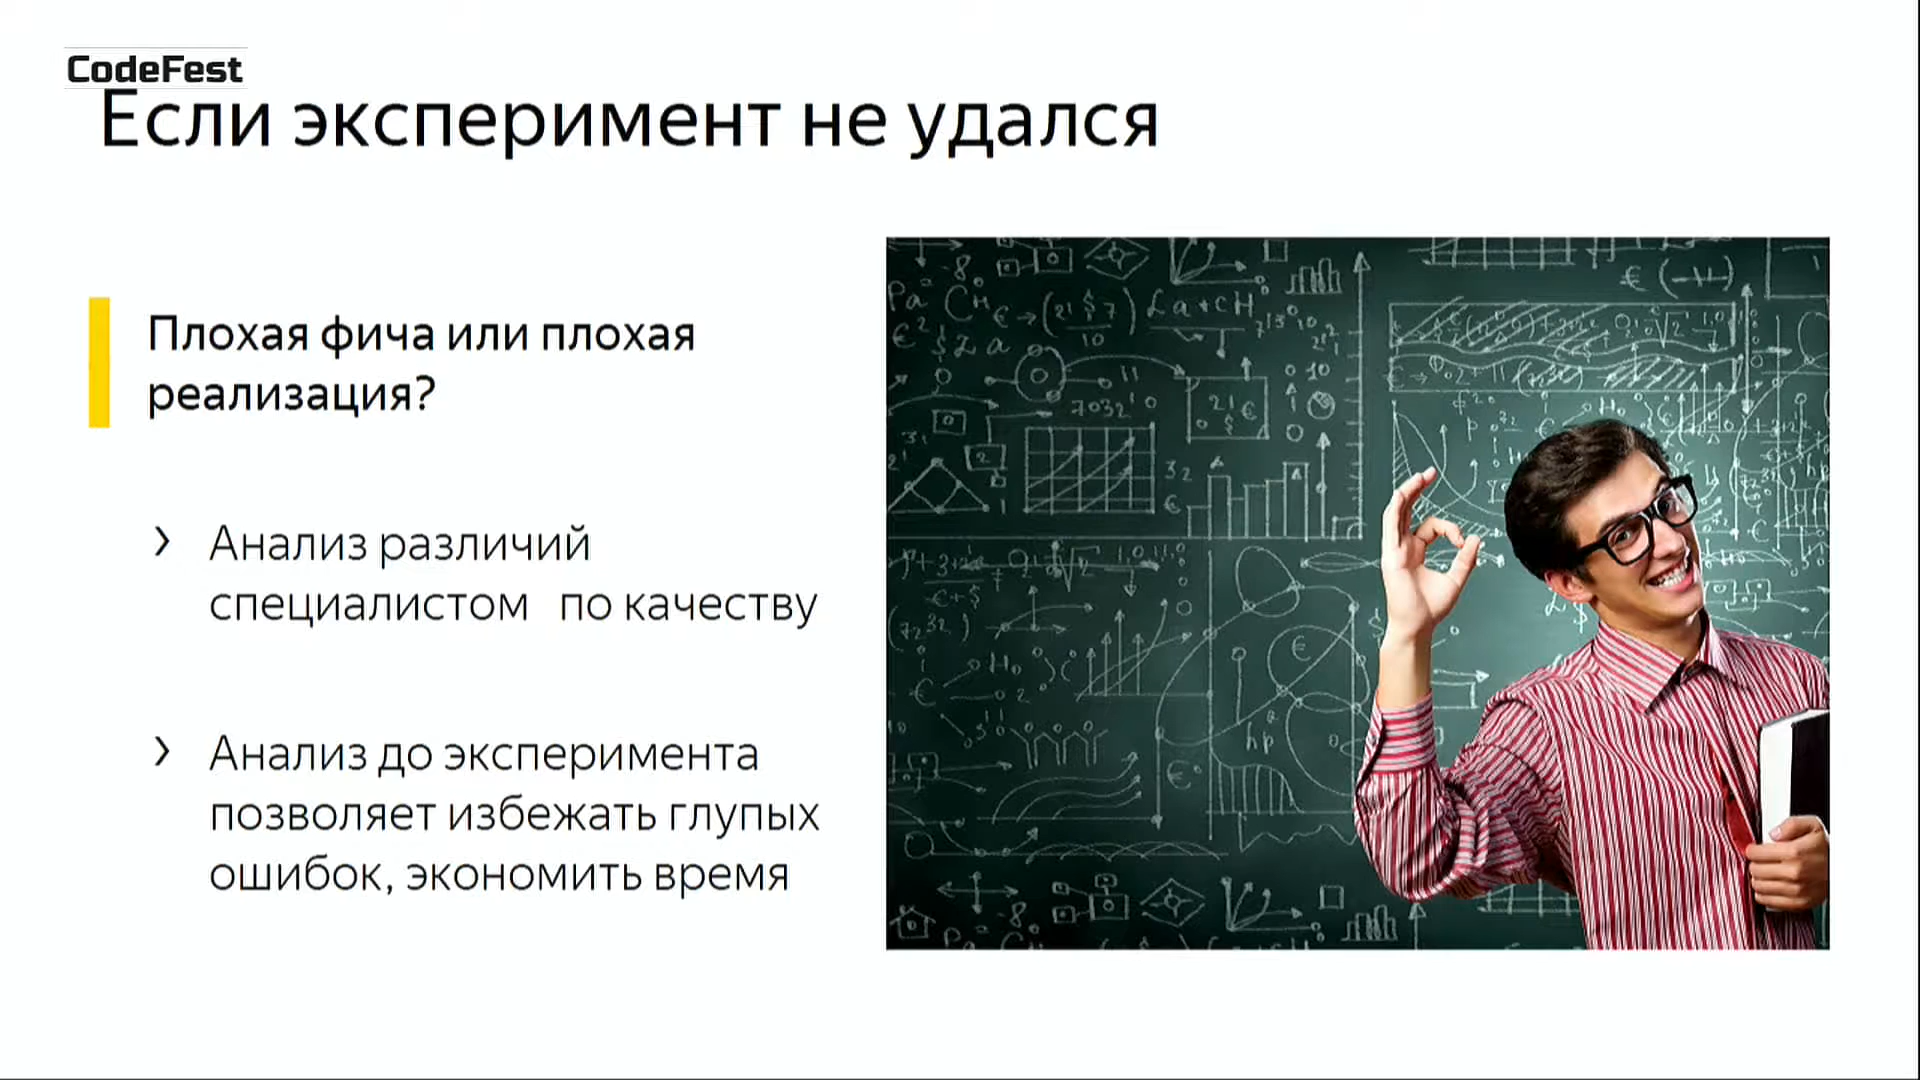 CodeFest
Если эксперимент не удался
Плохая фича или плохая
реализация?
› Анализ различий
специалистом по качеству
› Анализ до эксперимента
позволяет избежать глупых
ошибок, экономить время